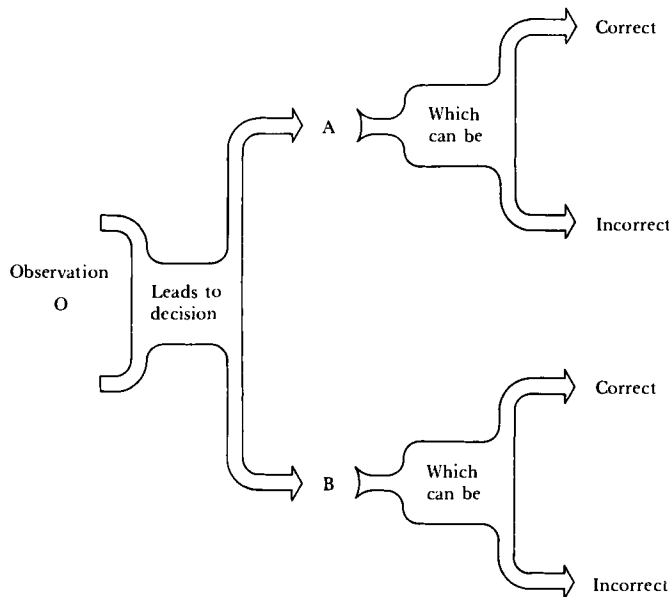 Observation
O
Leads to
decision
A
Which
can be
Correct
Incorrect
B
Which
can be
Correct
Incorrect